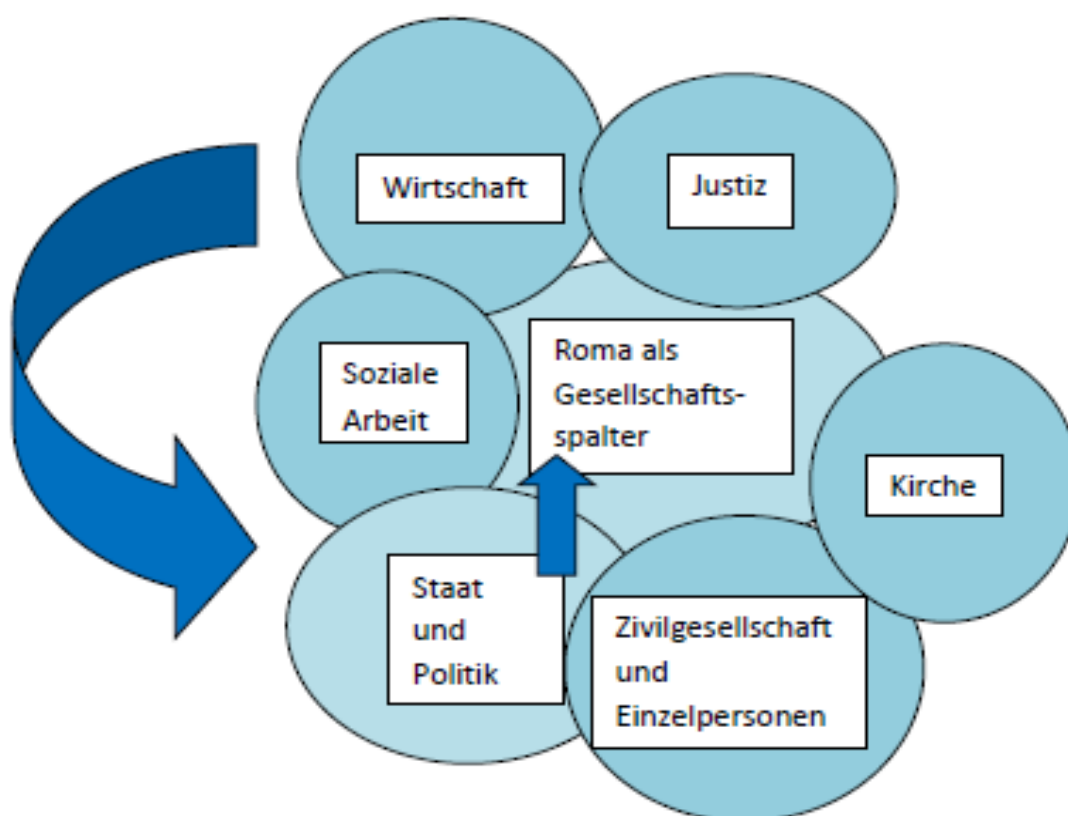 Wirtschaft
Justiz
Roma als
Gesellschafts-
spalter
Soziale
Arbeit
Kirche
Staat
und
Politik
Zivilgesellschaft
und
Einzelpersonen